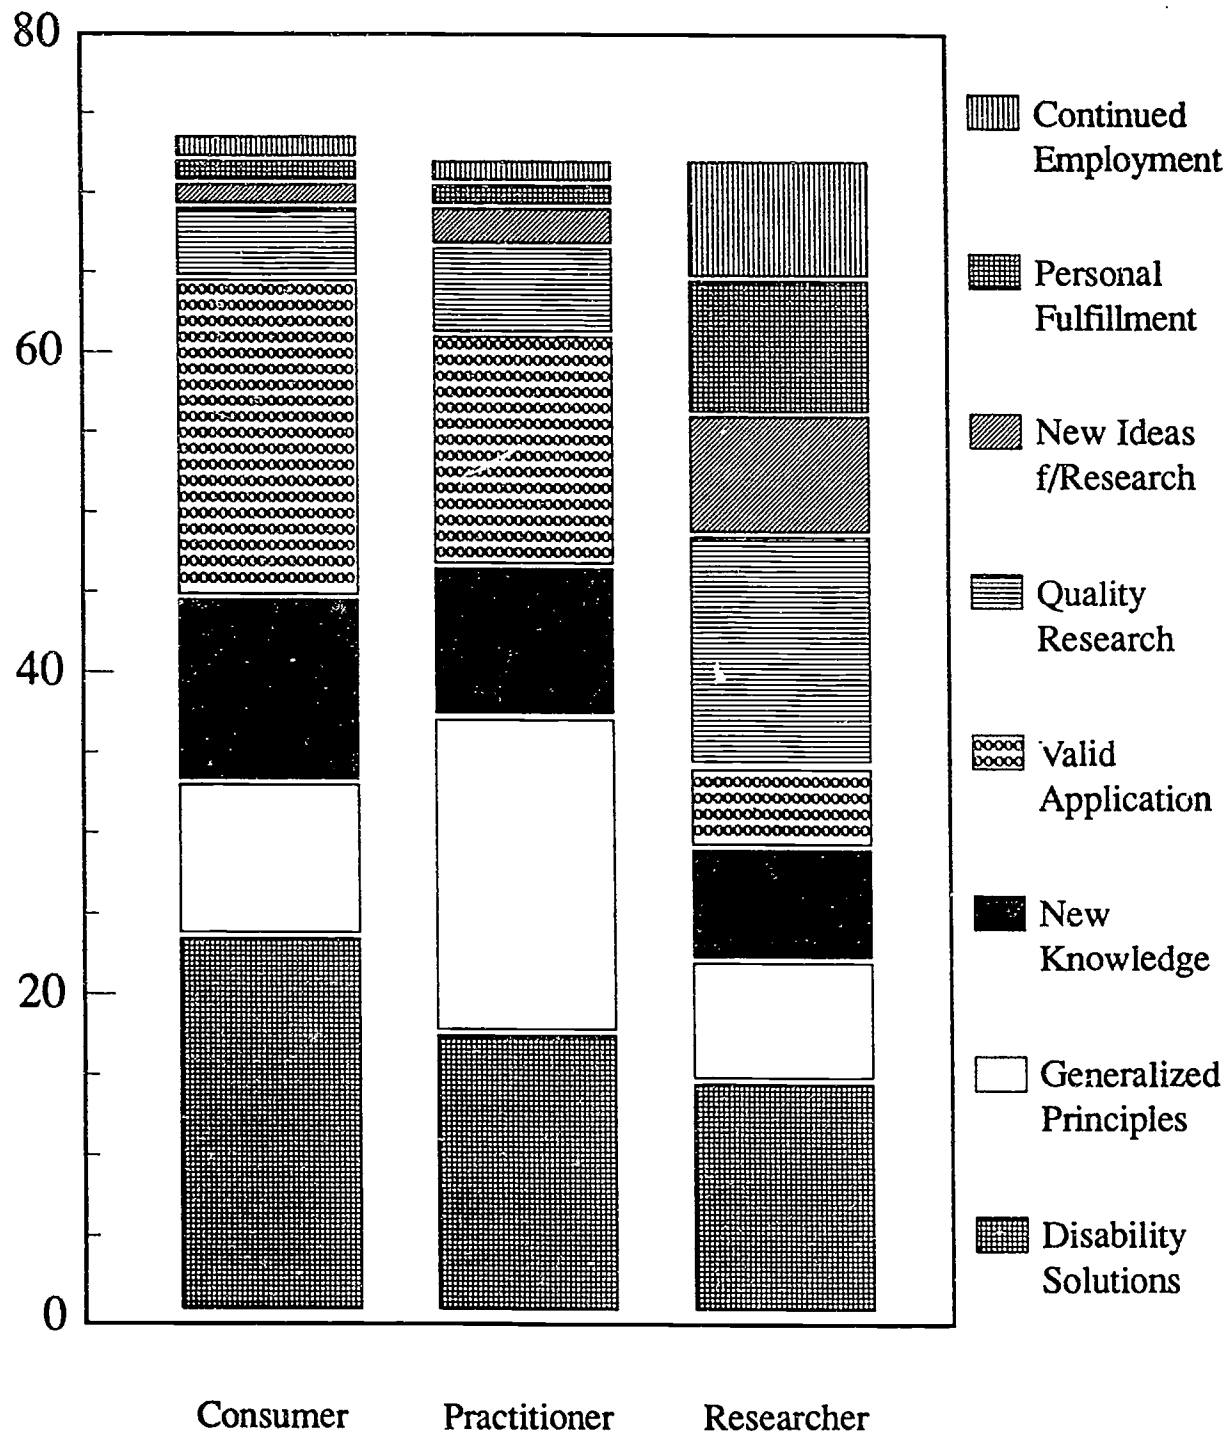 80
60
40
20
0
Consumer
Practitioner
Researcher
Continued
Employment
Personal
Fulfillment
New Ideas
f/Research
Quality
Research
Valid
Application
New
Knowledge
Generalized
Principles
Disability
Solutions